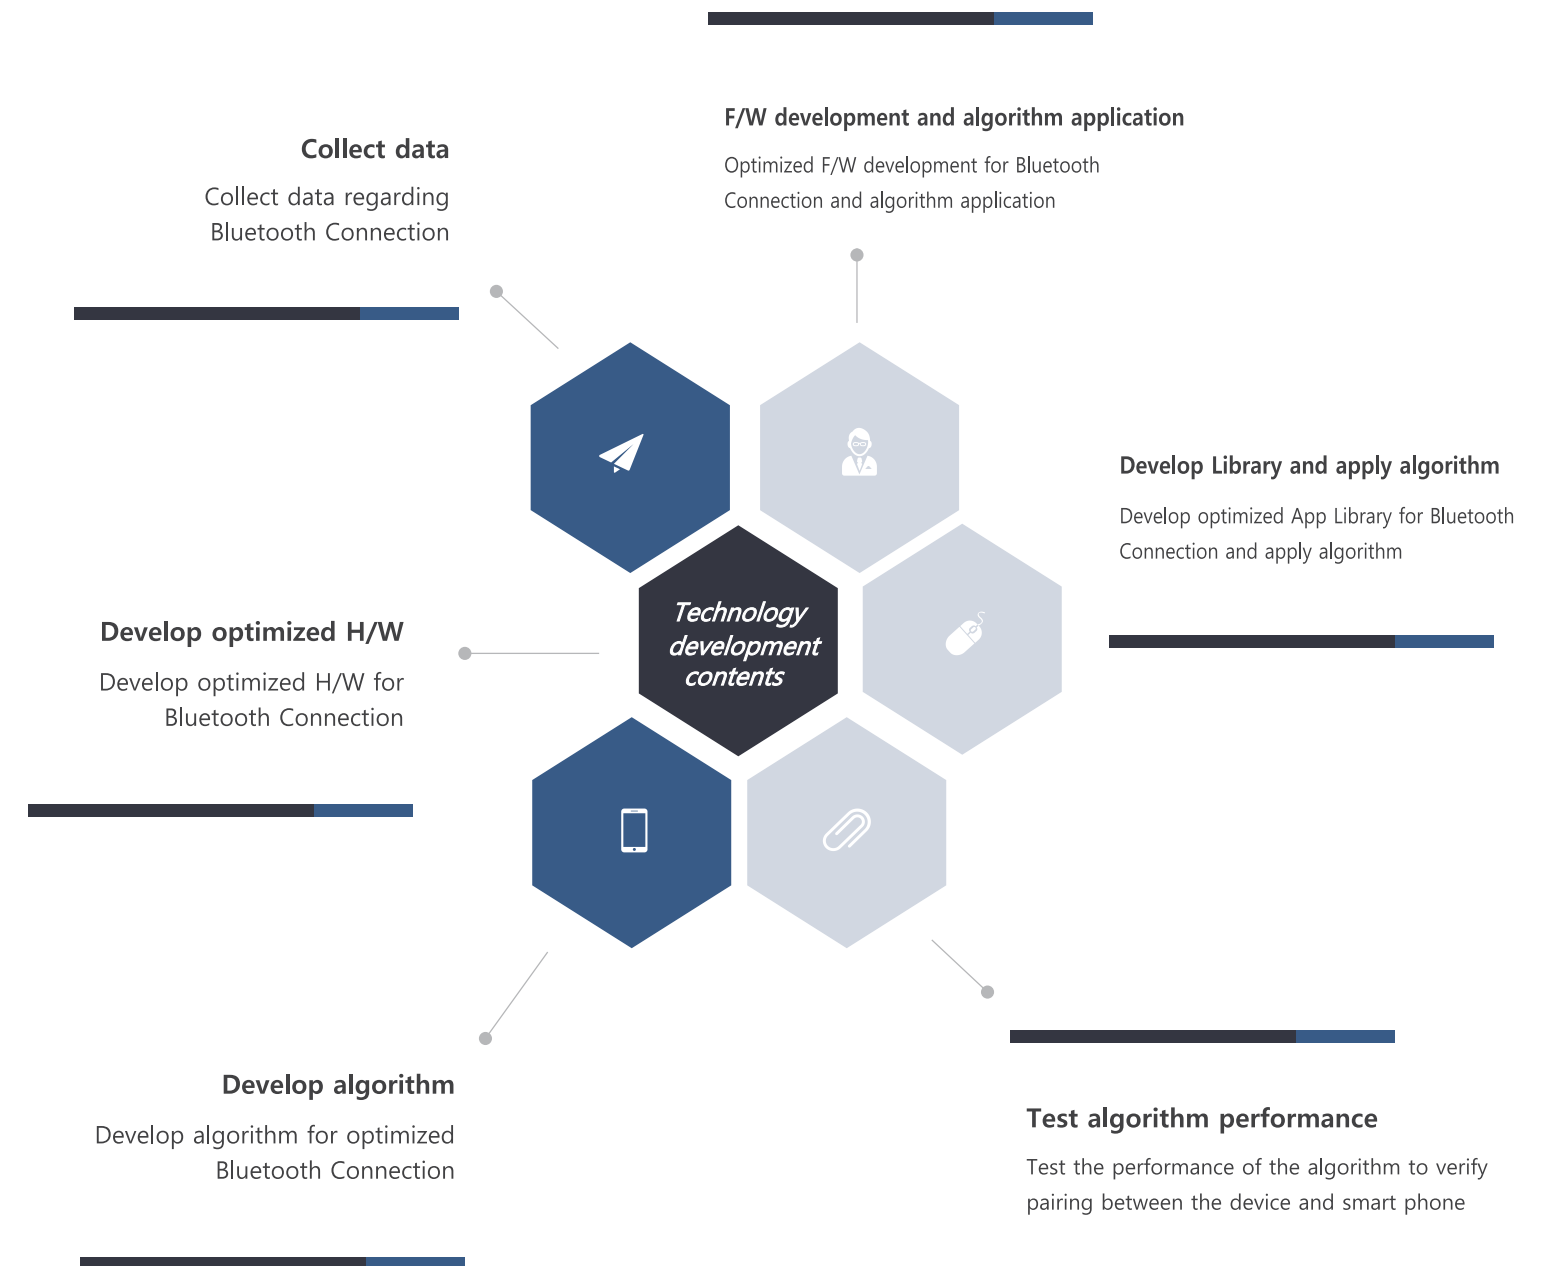 F/W development and algorithm application
Optimized F/W development for Bluetooth
Connection and algorithm application
Collect data
Collect data regarding
Bluetooth Connection
Develop Library and apply algorithm
Develop optimized App Library for Bluetooth
Connection and apply algorithm
Technology
development
contents
Develop optimized H/W
Develop optimized H/W for
Bluetooth Connection
Develop algorithm
Develop algorithm for optimized
Bluetooth Connection
Test algorithm performance
Test the performance of the algorithm to verify
pairing between the device and smart phone